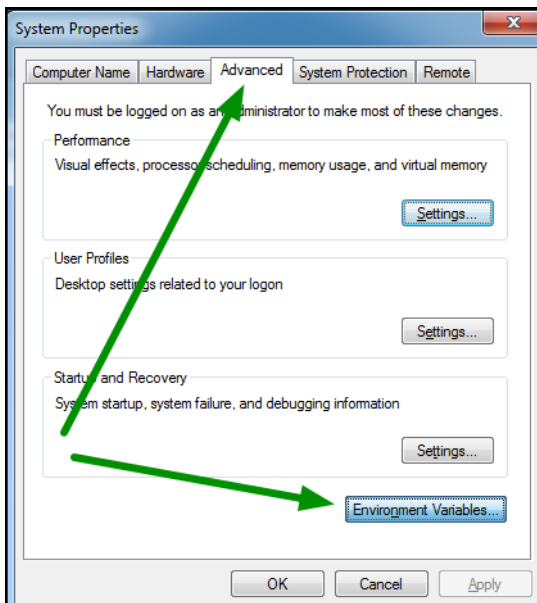 System Properties
Computer Name Hardware Advanced System Protection Remote
You must be logged on as an Administrator to make most of these changes.
Performance
Visual effects, processor scheduling, memory usage, and virtual memory
Settings...
User Profiles
Desktop settings related to your logon
Settings...
Startup and Recovery
System startup, system failure, and debugging information
Settings...
Environment Variables...
OK Cancel Apply